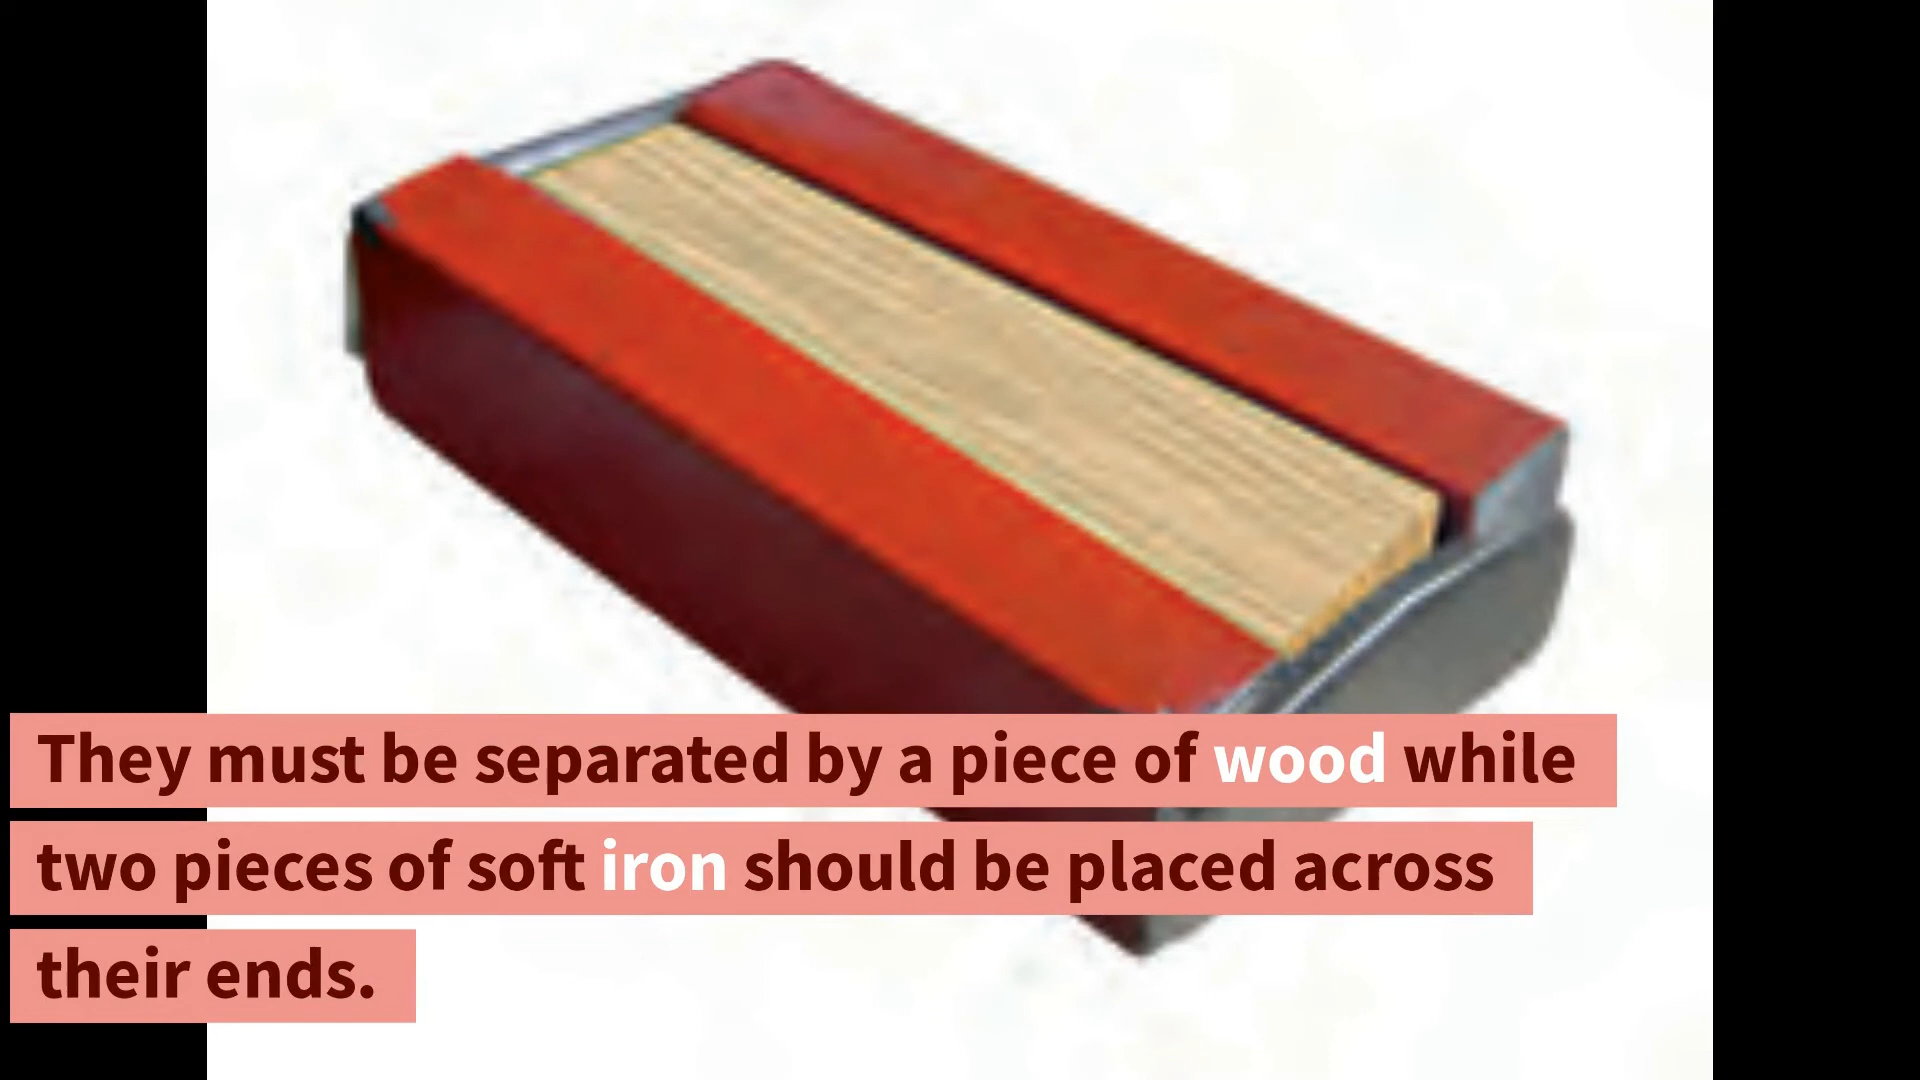 They must be separated by a piece of wood while
two pieces of soft iron should be placed across
their ends.